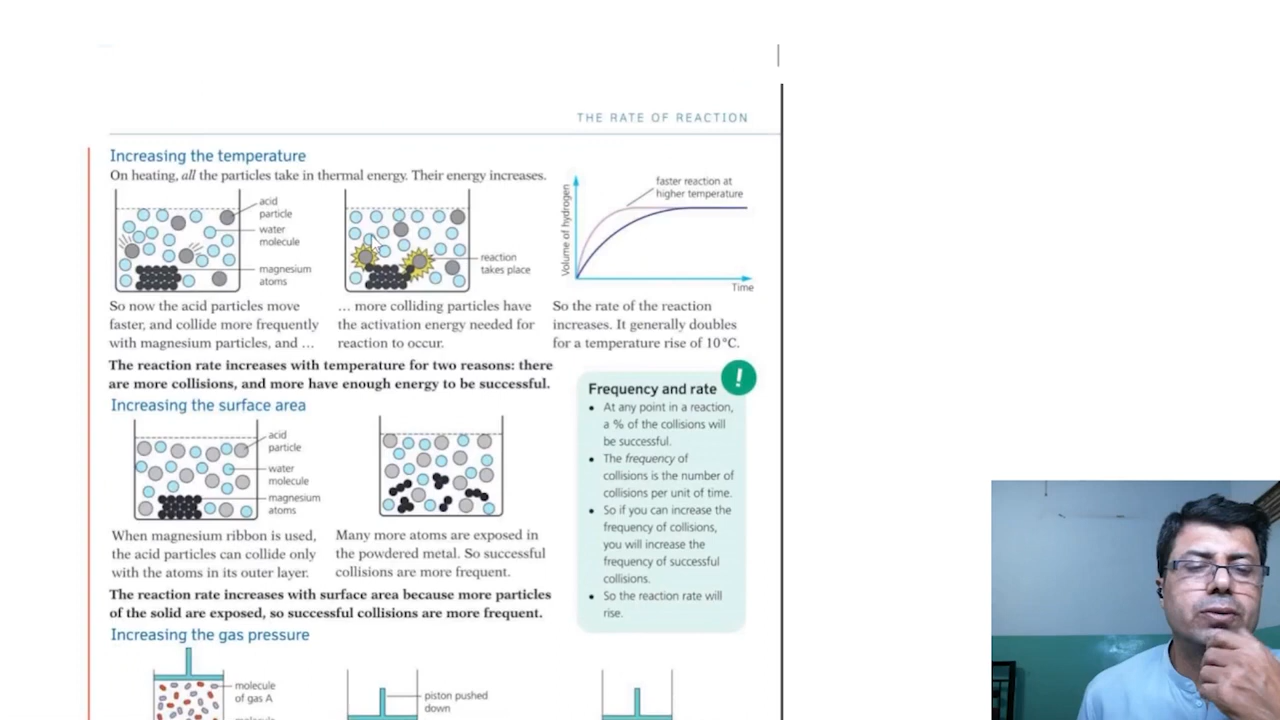 THE RATE OF REACTION
Increasing the temperature
On heating, all the particles take in thermal energy. Their energy increases.
acid
particle
water
molecule
magnesium
atoms
reaction
takes place
faster reaction at
higher temperature
Volume of hydrogen
Time
So now the acid particles move
faster, and collide more frequently
with magnesium particles, and ...
... more colliding particles have
the activation energy needed for
reaction to occur.
So the rate of the reaction
increases. It generally doubles
for a temperature rise of 10 °C.
The reaction rate increases with temperature for two reasons: there
are more collisions, and more have enough energy to be successful.
Increasing the surface area
acid
particle
water
molecule
magnesium
atoms
When magnesium ribbon is used,
the acid particles can collide only
with the atoms in its outer layer.
Many more atoms are exposed in
the powdered metal. So successful
collisions are more frequent.
The reaction rate increases with surface area because more particles
of the solid are exposed, so successful collisions are more frequent.
!
Frequency and rate
• At any point in a reaction,
a % of the collisions will
be successful.
• The frequency of
collisions is the number of
collisions per unit of time.
• So if you can increase the
frequency of collisions,
you will increase the
frequency of successful
collisions.
• So the reaction rate will
rise.
Increasing the gas pressure
molecule
of gas A
piston pushed
down